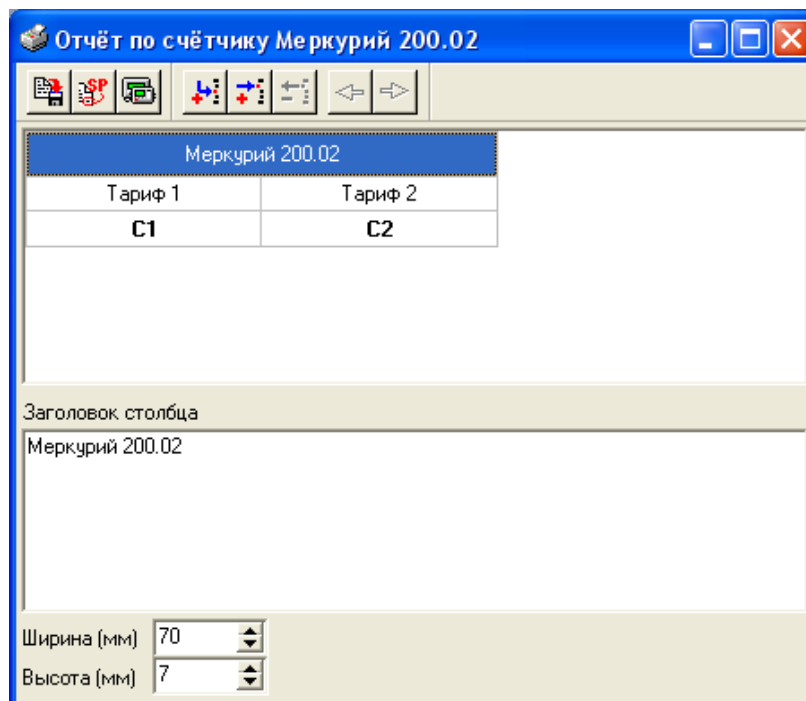 Отчёт по счётчику Меркурий 200.02
SP
Меркурий 200.02
Тариф 1 Тариф 2
C1 C2
Заголовок столбца
Меркурий 200.02
Ширина (мм) 70
Высота (мм) 7